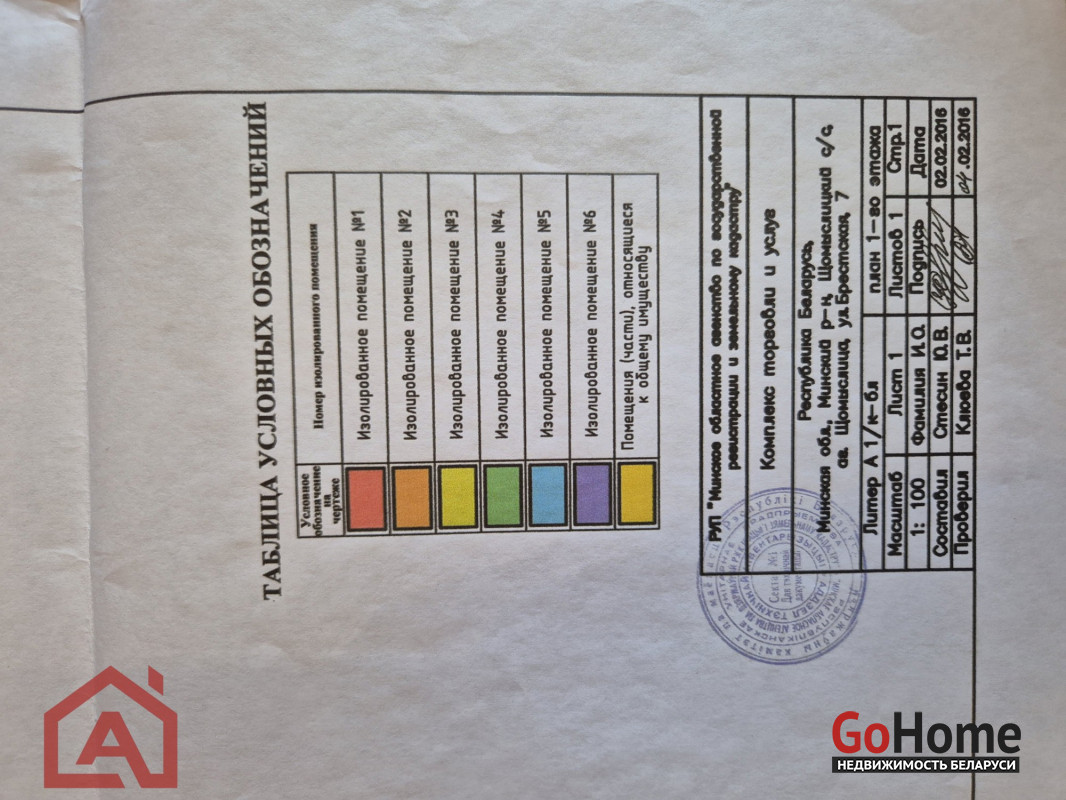 ТАБЛИЦА УСЛОВНЫХ ОБОЗНАЧЕНИЙ
Условное
обозначение
на
чертеже
Номер изолированного помещения
Изолированное помещение №1
Изолированное помещение №2
Изолированное помещение №3
Изолированное помещение №4
Изолированное помещение №5
Изолированное помещение №6
Помещения (части), относящиеся
к общему имуществу
РУП "Минское областное агенство по государственной
регистрации и земельному кадастру"
Комплекс торговли и услуг
Республика Беларусь,
Минская обл., Минский р-н, Щомыслицкий с/с,
аг. Щомыслица, ул. Брестская, 7
Литер А 1/к-бл план 1-го этажа
Масштаб Лист 1 Листов 1 Стр.1
1: 100 Фамилия И.О. Подпись Дата
Составил Стесин Ю.В. 02.02.2016
Проверил Клюева Т.В. 04.02.2016
A
GoHome
НЕДВИЖИМОСТЬ БЕЛАРУСИ